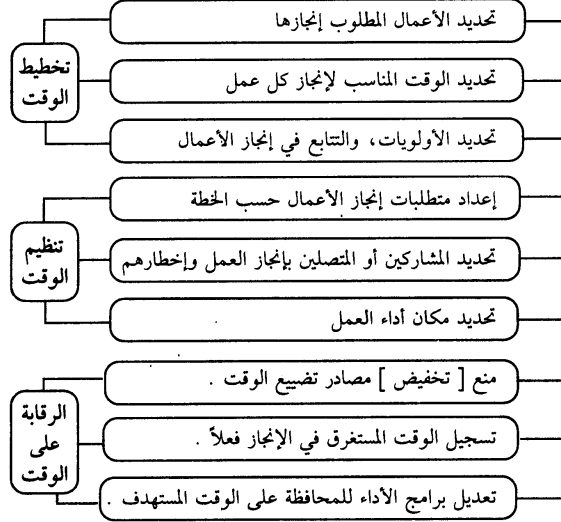 تحديد الأعمال المطلوب إنجازها
تخطيط
الوقت
تحديد الوقت المناسب لإنجاز كل عمل
تحديد الأولويات، والتتابع في إنجاز الأعمال
إعداد متطلبات إنجاز الأعمال حسب الخطة
تنظيم
الوقت
تحديد المشاركين أو المتصلين بإنجاز العمل وإخطارهم
تحديد مكان أداء العمل
منع [ تخفيض ] مصادر تضييع الوقت .
الرقابة
على
الوقت
تسجيل الوقت المستغرق في الإنجاز فعلاً .
تعديل برامج الأداء للمحافظة على الوقت المستهدف .